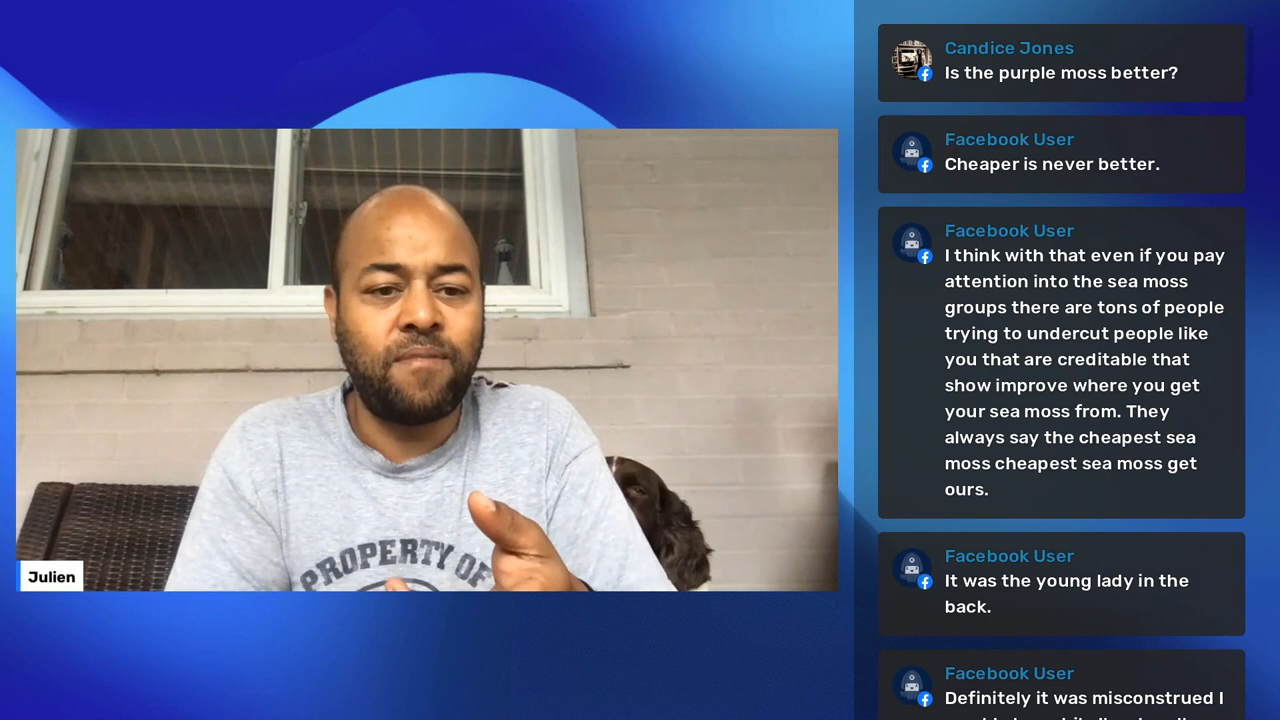 PROPERTY OF
Julien
Candice Jones
Is the purple moss better?
Facebook User
Cheaper is never better.
Facebook User
I think with that even if you pay
attention into the sea moss
groups there are tons of people
trying to undercut people like
you that are creditable that
show improve where you get
your sea moss from. They
always say the cheapest sea
moss cheapest sea moss get
ours.
Facebook User
It was the young lady in the
back.
Facebook User
Definitely it was misconstrued I